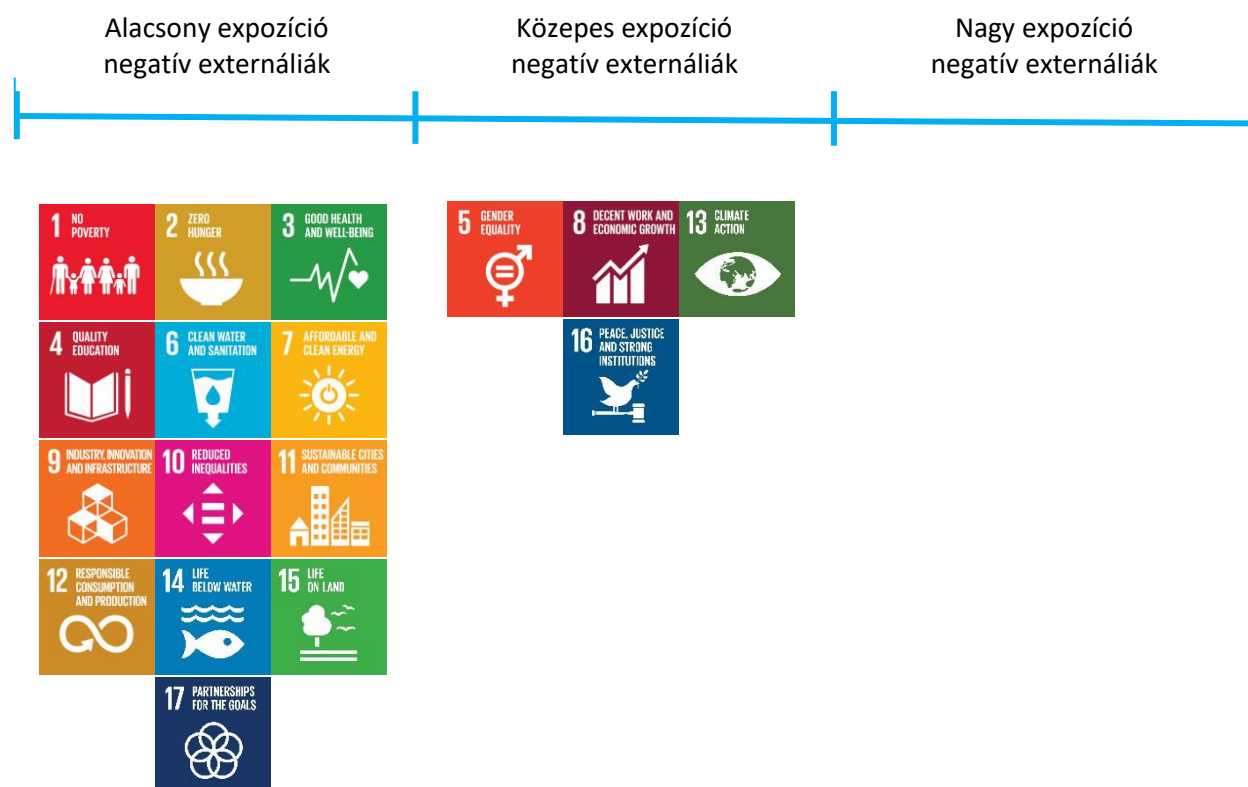 Alacsony expozíció
negatív externáliák
Közepes expozíció
negatív externáliák
Nagy expozíció
negatív externáliák
1 NO
POVERTY
2 ZERO
HUNGER
3 GOOD HEALTH
AND WELL-BEING
4 QUALITY
EDUCATION
6 CLEAN WATER
AND SANITATION
7 AFFORDABLE AND
CLEAN ENERGY
9 INDUSTRY, INNOVATION
AND INFRASTRUCTURE
10 REDUCED
INEQUALITIES
11 SUSTAINABLE CITIES
AND COMMUNITIES
12 RESPONSIBLE
CONSUMPTION
AND PRODUCTION
14 LIFE
BELOW WATER
15 LIFE
ON LAND
17 PARTNERSHIPS
FOR THE GOALS
5 GENDER
EQUALITY
8 DECENT WORK AND
ECONOMIC GROWTH
13 CLIMATE
ACTION
16 PEACE, JUSTICE
AND STRONG
INSTITUTIONS